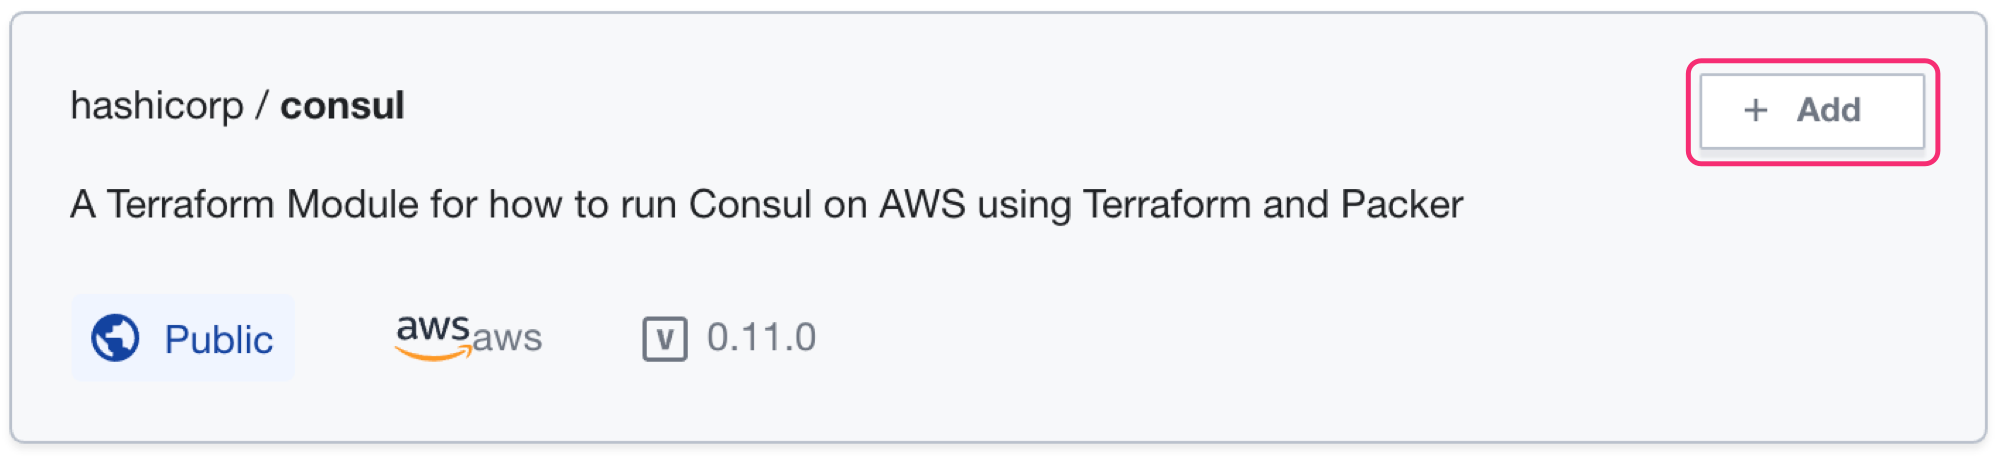 hashicorp / consul
+ Add
A Terraform Module for how to run Consul on AWS using Terraform and Packer
Public
aws aws
V 0.11.0